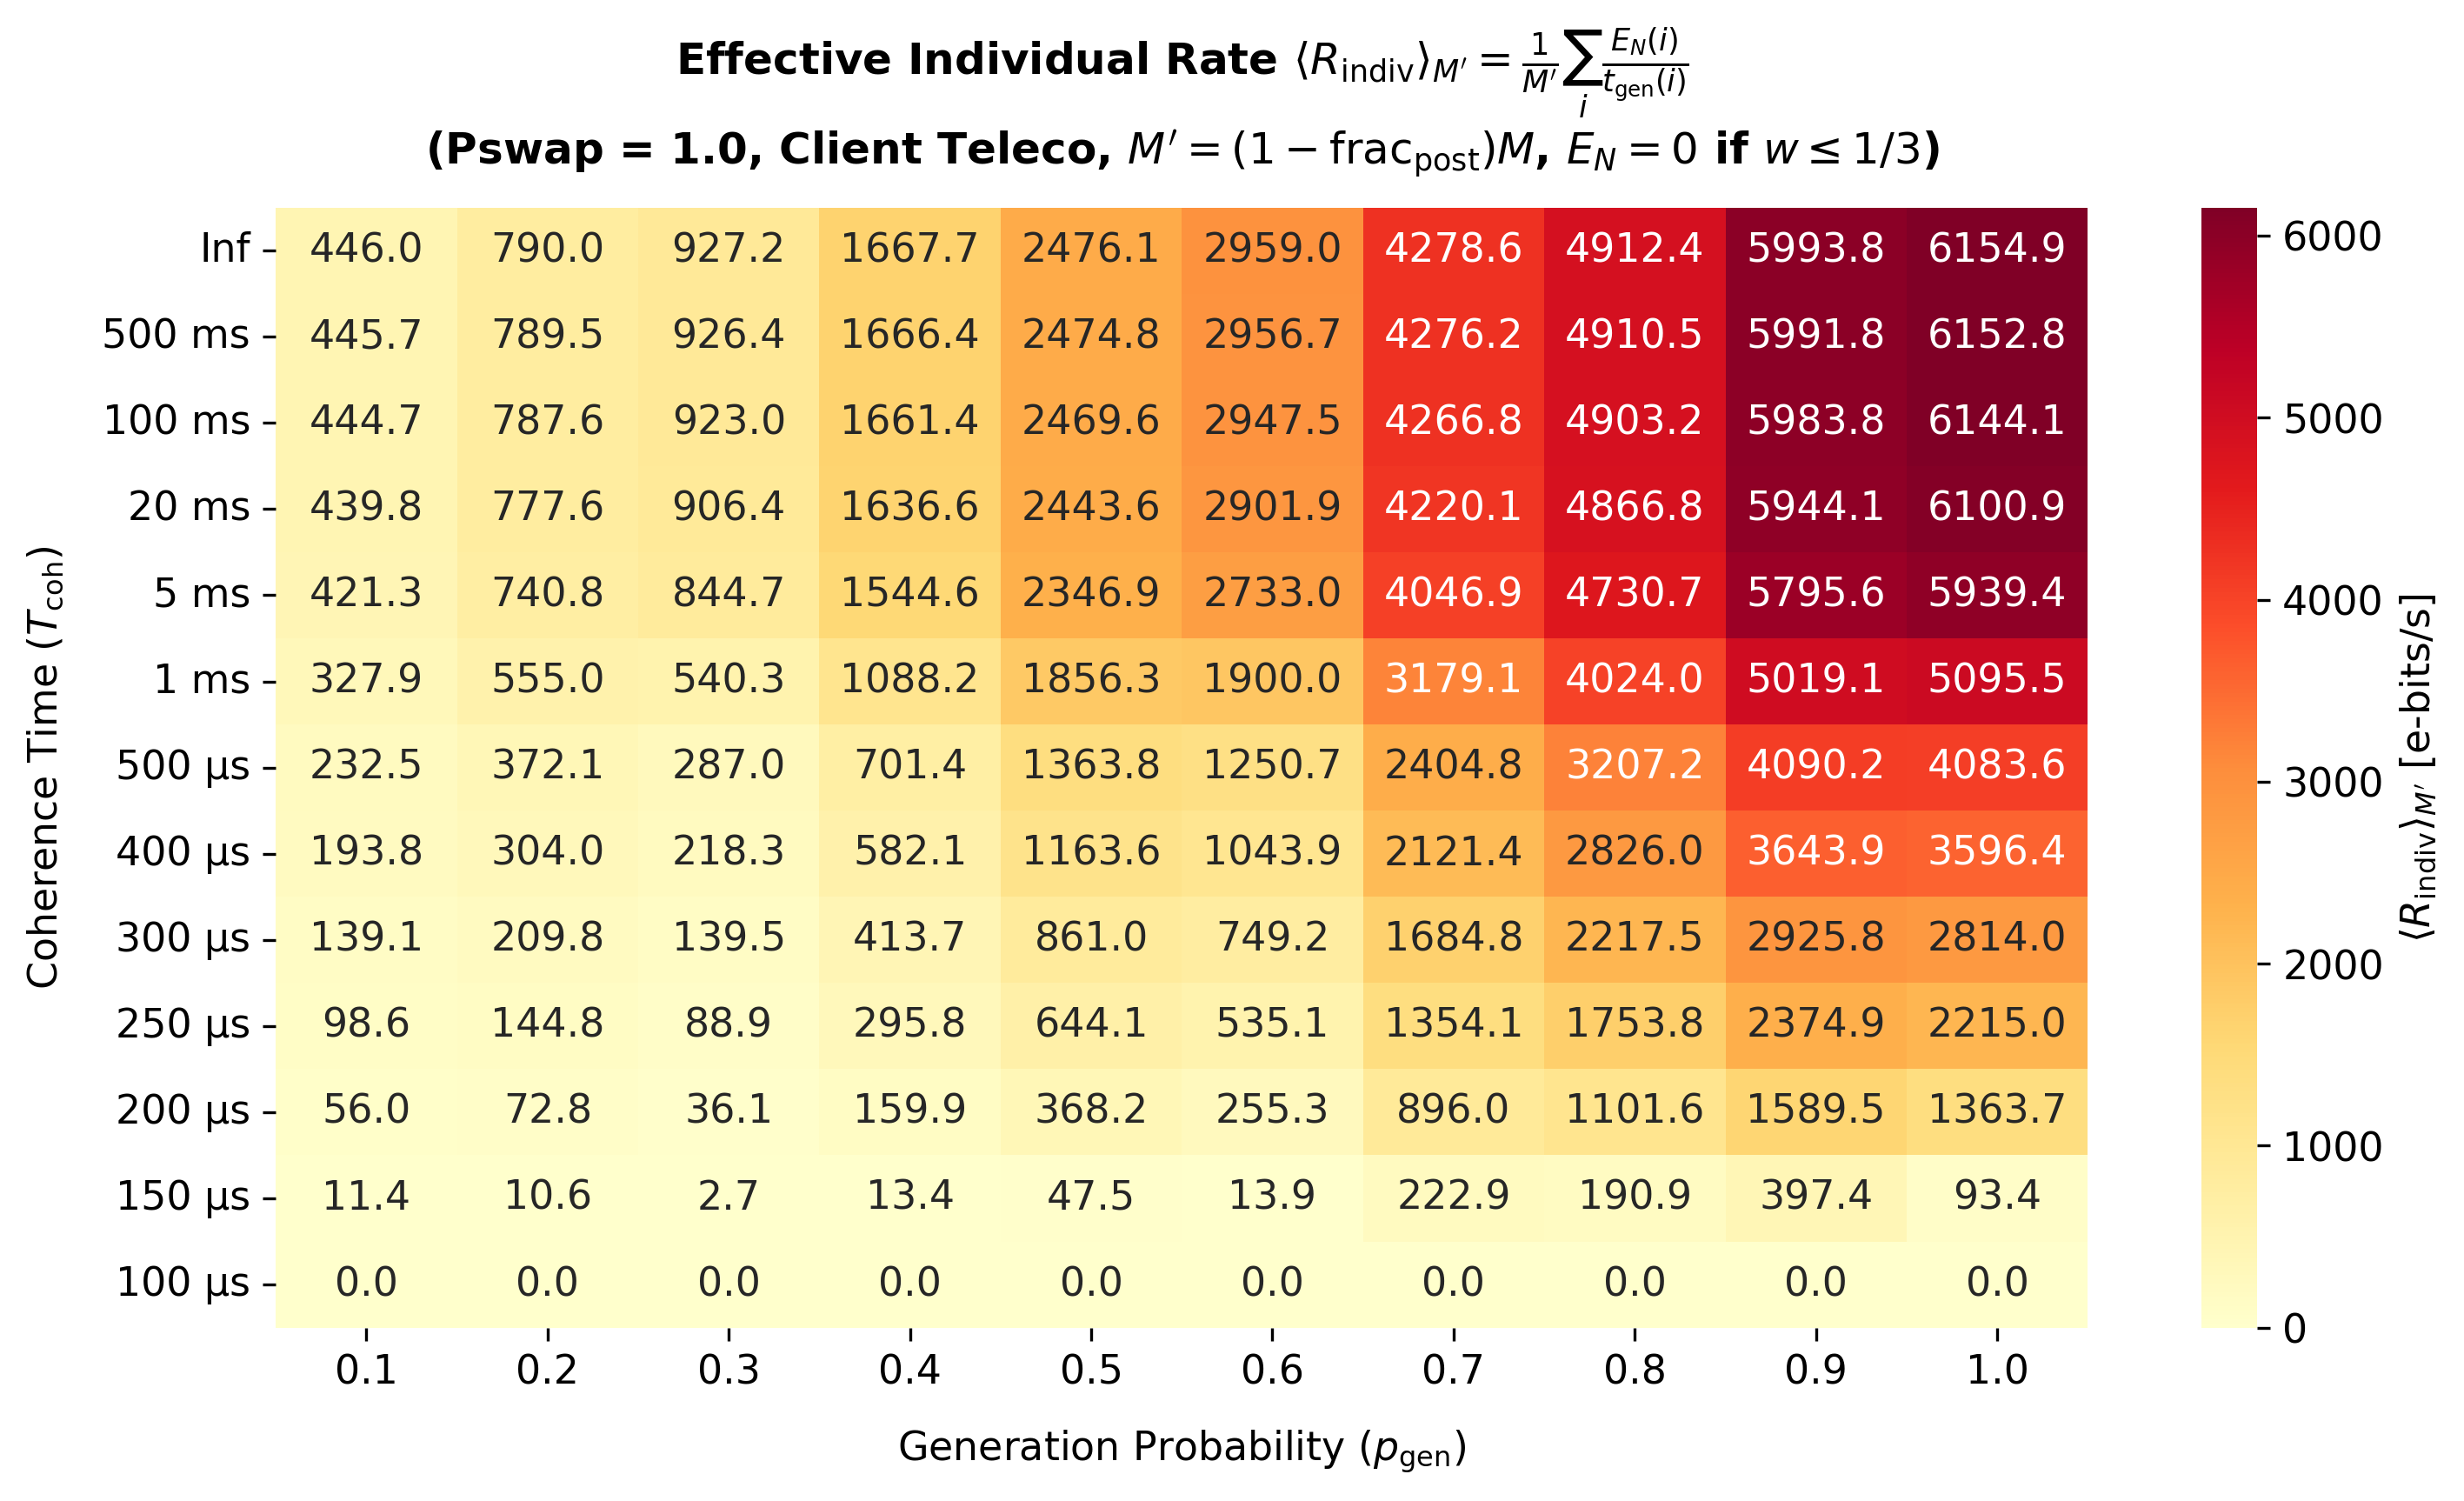 Effective Individual Rate ⟨R_indiv⟩_M′ = 1/M′ ∑_i E_N(i)/t_gen(i)
(Pswap = 1.0, Client Teleco, M′ = (1 − frac_post)M, E_N = 0 if w ≤ 1/3)
Inf 446.0 790.0 927.2 1667.7 2476.1 2959.0 4278.6 4912.4 5993.8 6154.9
500 ms 445.7 789.5 926.4 1666.4 2474.8 2956.7 4276.2 4910.5 5991.8 6152.8
100 ms 444.7 787.6 923.0 1661.4 2469.6 2947.5 4266.8 4903.2 5983.8 6144.1
20 ms 439.8 777.6 906.4 1636.6 2443.6 2901.9 4220.1 4866.8 5944.1 6100.9
5 ms 421.3 740.8 844.7 1544.6 2346.9 2733.0 4046.9 4730.7 5795.6 5939.4
1 ms 327.9 555.0 540.3 1088.2 1856.3 1900.0 3179.1 4024.0 5019.1 5095.5
500 µs 232.5 372.1 287.0 701.4 1363.8 1250.7 2404.8 3207.2 4090.2 4083.6
400 µs 193.8 304.0 218.3 582.1 1163.6 1043.9 2121.4 2826.0 3643.9 3596.4
300 µs 139.1 209.8 139.5 413.7 861.0 749.2 1684.8 2217.5 2925.8 2814.0
250 µs 98.6 144.8 88.9 295.8 644.1 535.1 1354.1 1753.8 2374.9 2215.0
200 µs 56.0 72.8 36.1 159.9 368.2 255.3 896.0 1101.6 1589.5 1363.7
150 µs 11.4 10.6 2.7 13.4 47.5 13.9 222.9 190.9 397.4 93.4
100 µs 0.0 0.0 0.0 0.0 0.0 0.0 0.0 0.0 0.0 0.0
0.1 0.2 0.3 0.4 0.5 0.6 0.7 0.8 0.9 1.0
Generation Probability (p_gen)
Coherence Time (T_coh)
6000
5000
4000
3000
2000
1000
0
⟨R_indiv⟩_M′ [e-bits/s]